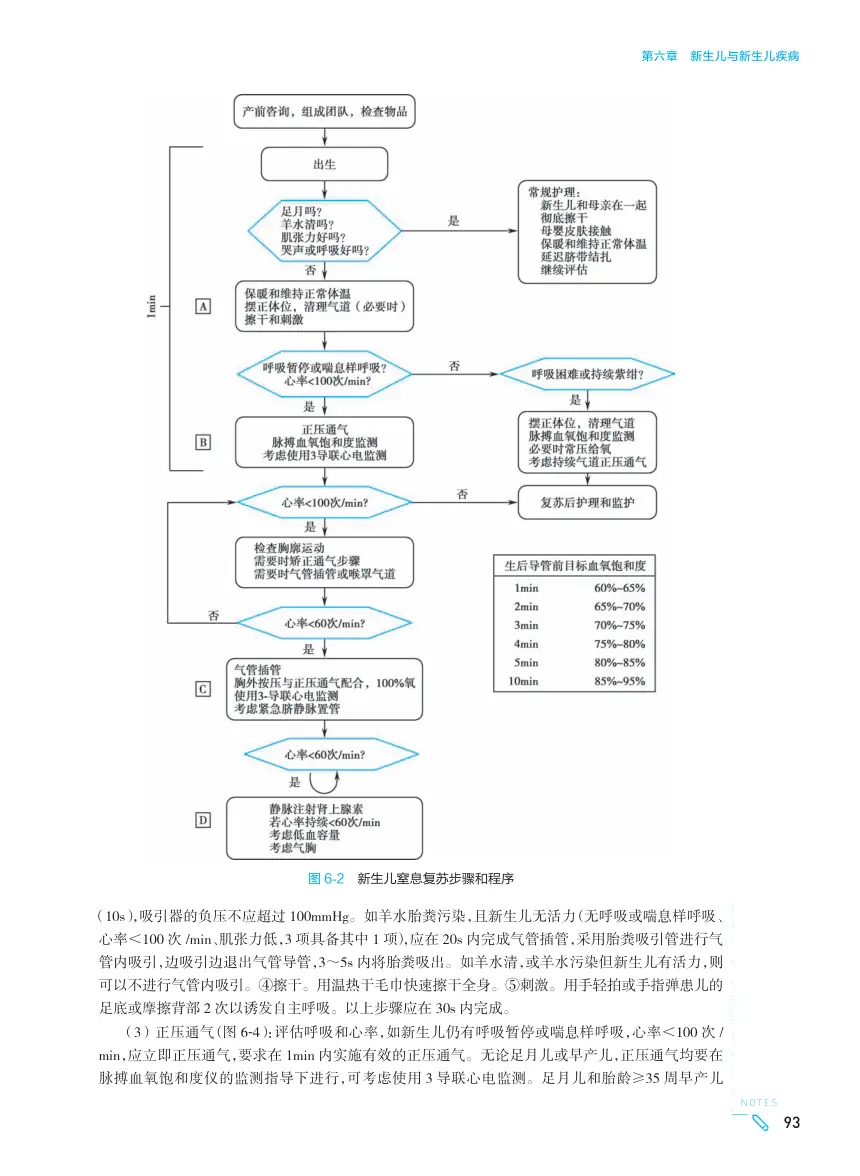 第六章 新生儿与新生儿疾病
产前咨询，组成团队，检查物品
出生
足月吗？
羊水清吗？
肌张力好吗？
哭声或呼吸好吗？
是
常规护理：
新生儿和母亲在一起
彻底擦干
母婴皮肤接触
保暖和维持正常体温
延迟脐带结扎
继续评估
否
1min
A
保暖和维持正常体温
摆正体位，清理气道（必要时）
擦干和刺激
呼吸暂停或喘息样呼吸？
心率<100次/min?
否
呼吸困难或持续紫绀？
是
是
B
正压通气
脉搏血氧饱和度监测
考虑使用3导联心电监测
摆正体位，清理气道
脉搏血氧饱和度监测
必要时常压给氧
考虑持续气道正压通气
心率<100次/min?
否
复苏后护理和监护
是
检查胸廓运动
需要时矫正通气步骤
需要时气管插管或喉罩气道
否
心率<60次/min?
是
生后导管前目标血氧饱和度
1min 60%~65%
2min 65%~70%
3min 70%~75%
4min 75%~80%
5min 80%~85%
10min 85%~95%
C
气管插管
胸外按压与正压通气配合，100%氧
使用3-导联心电监测
考虑紧急脐静脉置管
心率<60次/min?
是
D
静脉注射肾上腺素
若心率持续<60次/min
考虑低血容量
考虑气胸
图 6-2 新生儿窒息复苏步骤和程序
（10s），吸引器的负压不应超过 100mmHg。如羊水胎粪污染，且新生儿无活力（无呼吸或喘息样呼吸、
心率＜100 次 /min、肌张力低，3 项具备其中 1 项），应在 20s 内完成气管插管，采用胎粪吸引管进行气
管内吸引，边吸引边退出气管导管，3～5s 内将胎粪吸出。如羊水清，或羊水污染但新生儿有活力，则
可以不进行气管内吸引。④擦干。用温热干毛巾快速擦干全身。⑤刺激。用手轻拍或手指弹患儿的
足底或摩擦背部 2 次以诱发自主呼吸。以上步骤应在 30s 内完成。
（3）正压通气（图 6-4）：评估呼吸和心率，如新生儿仍有呼吸暂停或喘息样呼吸，心率＜100 次 /
min，应立即正压通气，要求在 1min 内实施有效的正压通气。无论足月儿或早产儿，正压通气均要在
脉搏血氧饱和度仪的监测指导下进行，可考虑使用 3 导联心电监测。足月儿和胎龄≥35 周早产儿
NOTES
93